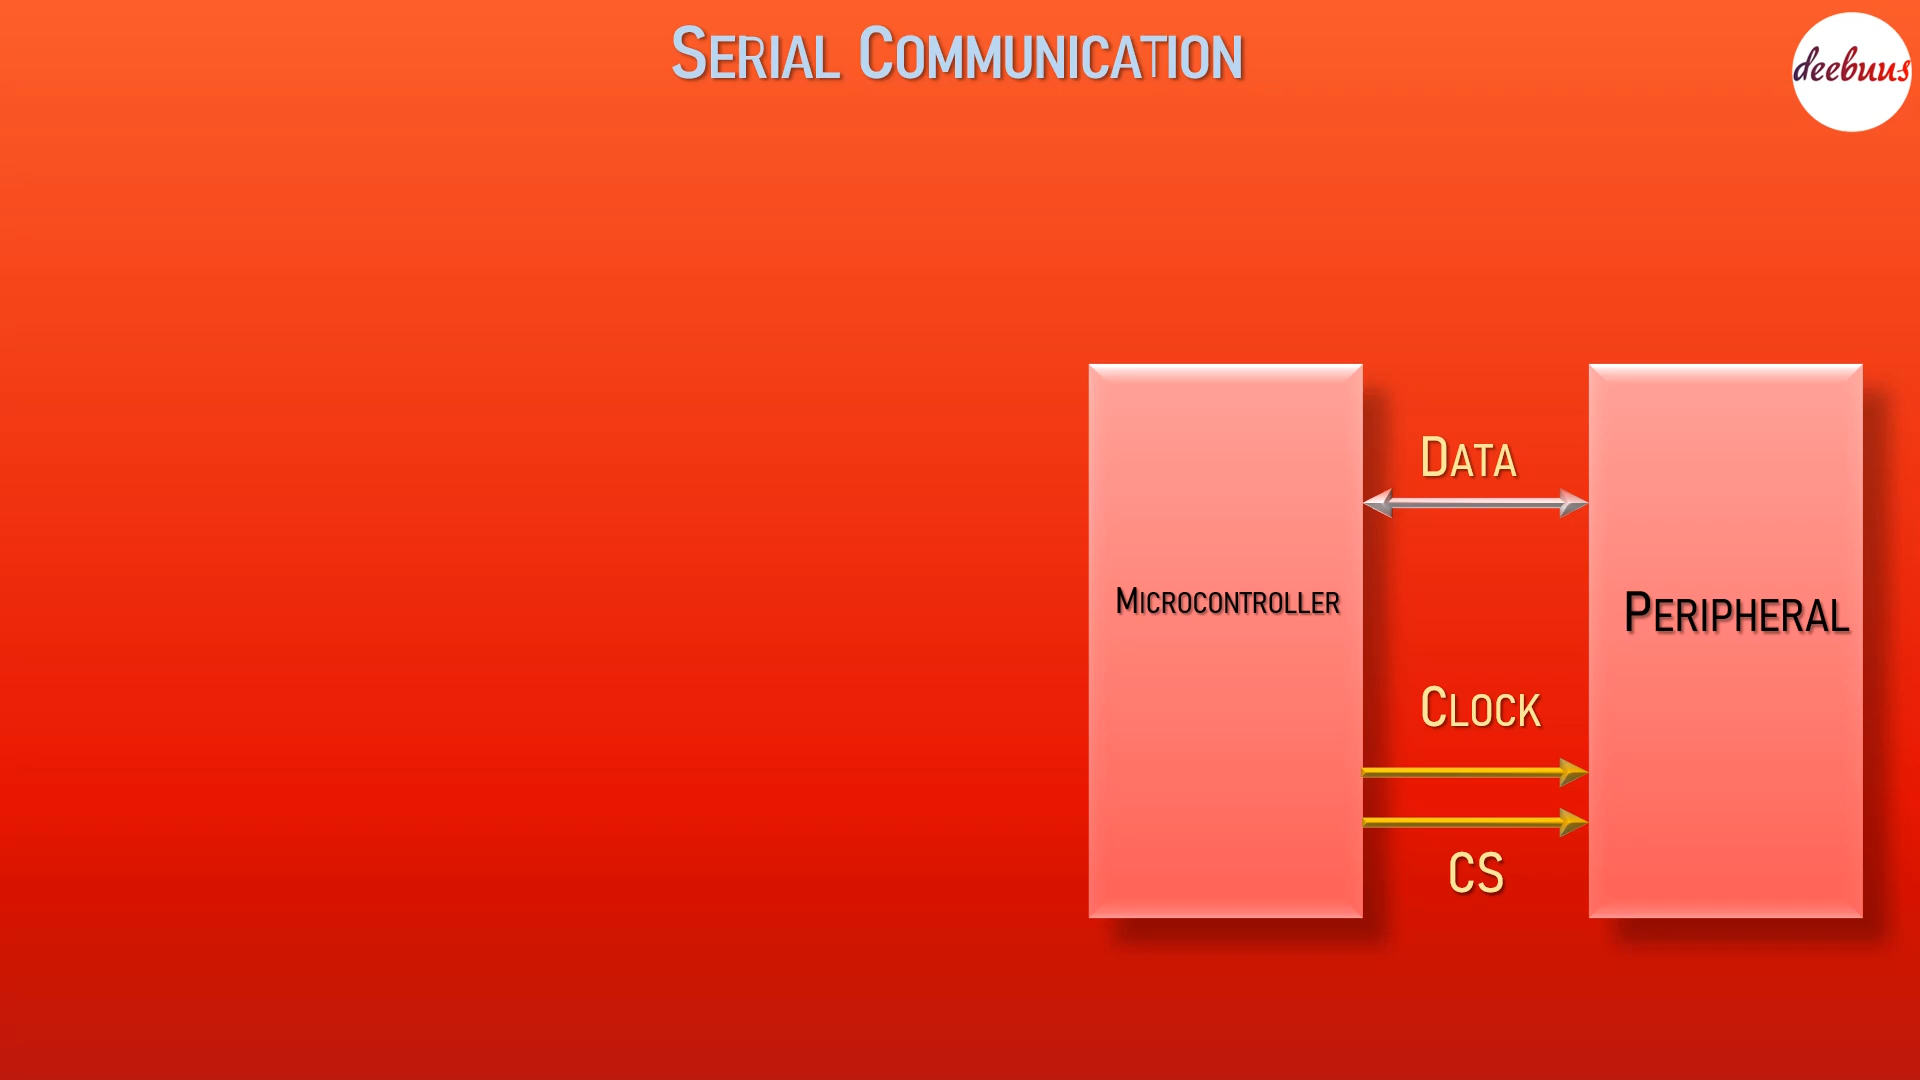 SERIAL COMMUNICATION
deebuus
DATA
MICROCONTROLLER
PERIPHERAL
CLOCK
CS